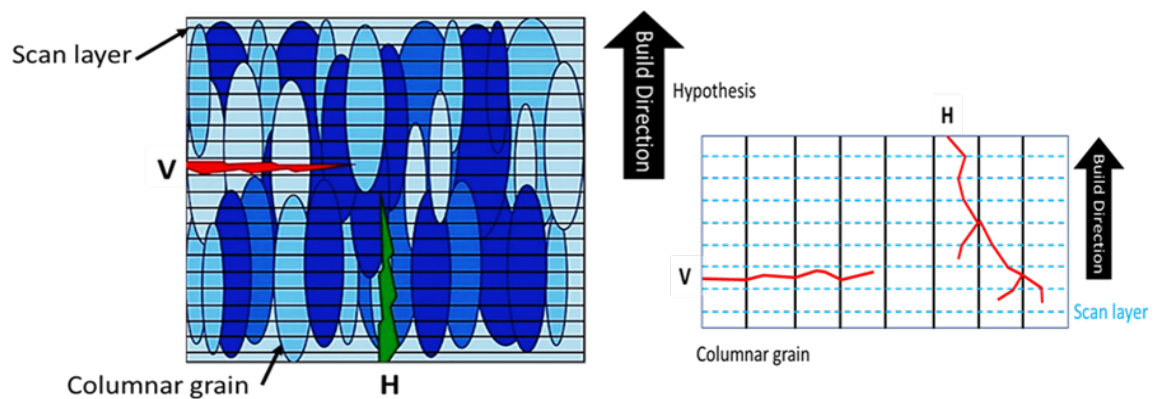 Scan layer
V
Columnar grain
H
Build Direction
Hypothesis
H
V
Build Direction
Scan layer
Columnar grain